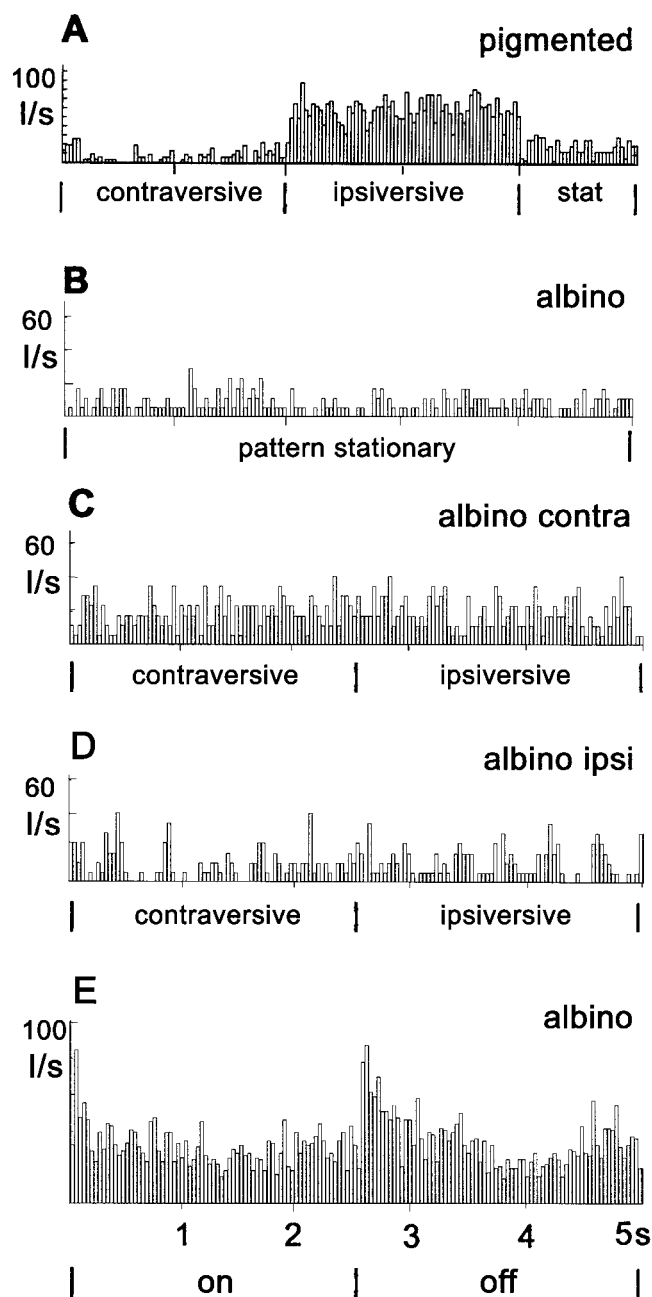 A
pigmented
100
I/s
contraversive ipsiversive stat
B
albino
60
I/s
pattern stationary
C
albino contra
60
I/s
contraversive ipsiversive
D
albino ipsi
60
I/s
contraversive ipsiversive
E
albino
100
I/s
1 2 3 4 5s
on off